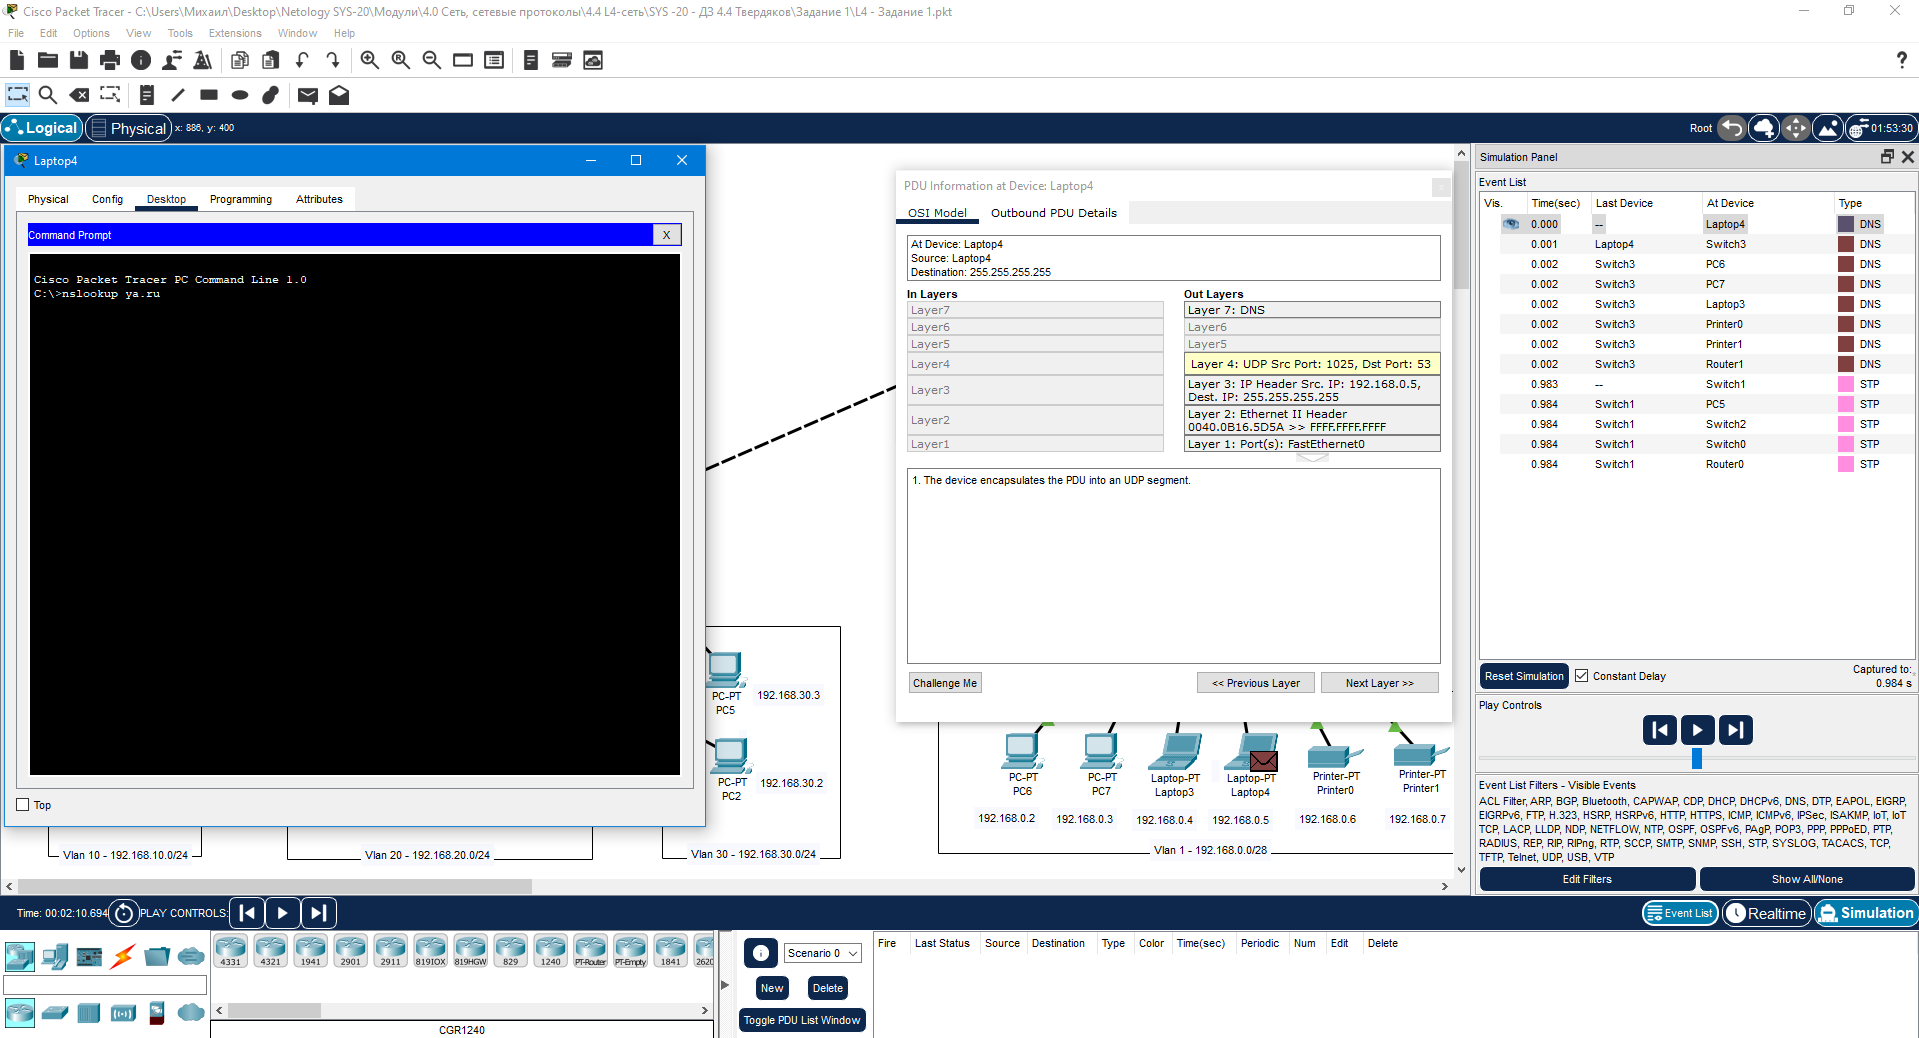 Cisco Packet Tracer - C:\Users\Михаил\Desktop\Netology SYS-20\Модули\4.0 Сеть, сетевые протоколы\4.4 L4-сеть\SYS -20 - ДЗ 4.4 Твердяков\Задание 1\L4 - Задание 1.pkt
File Edit Options View Tools Extensions Window Help
Logical Physical x: 886, y: 400 Root 01:53:30
Laptop4
Physical Config Desktop Programming Attributes
Command Prompt X
Cisco Packet Tracer PC Command Line 1.0
C:\>nslookup ya.ru
Top
PDU Information at Device: Laptop4
OSI Model Outbound PDU Details
At Device: Laptop4
Source: Laptop4
Destination: 255.255.255.255
In Layers Out Layers
Layer7 Layer 7: DNS
Layer6 Layer6
Layer5 Layer5
Layer4 Layer 4: UDP Src Port: 1025, Dst Port: 53
Layer3 Layer 3: IP Header Src. IP: 192.168.0.5,
Dest. IP: 255.255.255.255
Layer2 Layer 2: Ethernet II Header
0040.0B16.5D5A >> FFFF.FFFF.FFFF
Layer1 Layer 1: Port(s): FastEthernet0
1. The device encapsulates the PDU into an UDP segment.
Challenge Me << Previous Layer Next Layer >>
PC-PT
PC5
192.168.30.3
PC-PT
PC2
192.168.30.2
PC-PT
PC6
PC-PT
PC7
Laptop-PT
Laptop3
Laptop-PT
Laptop4
Printer-PT
Printer0
Printer-PT
Printer1
192.168.0.2 192.168.0.3 192.168.0.4 192.168.0.5 192.168.0.6 192.168.0.7
Vlan 10 - 192.168.10.0/24 Vlan 20 - 192.168.20.0/24 Vlan 30 - 192.168.30.0/24 Vlan 1 - 192.168.0.0/28
Simulation Panel
Event List
Vis. Time(sec) Last Device At Device Type
0.000 -- Laptop4 DNS
0.001 Laptop4 Switch3 DNS
0.002 Switch3 PC6 DNS
0.002 Switch3 PC7 DNS
0.002 Switch3 Laptop3 DNS
0.002 Switch3 Printer0 DNS
0.002 Switch3 Printer1 DNS
0.002 Switch3 Router1 DNS
0.983 -- Switch1 STP
0.984 Switch1 PC5 STP
0.984 Switch1 Switch2 STP
0.984 Switch1 Switch0 STP
0.984 Switch1 Router0 STP
Reset Simulation Constant Delay Captured to:
0.984 s
Play Controls
Event List Filters - Visible Events
ACL Filter, ARP, BGP, Bluetooth, CAPWAP, CDP, DHCP, DHCPv6, DNS, DTP, EAPOL, EIGRP,
EIGRPv6, FTP, H.323, HSRP, HSRPv6, HTTP, HTTPS, ICMP, ICMPv6, IPSec, ISAKMP, IoT, IoT
TCP, LACP, LLDP, NDP, NETFLOW, NTP, OSPF, OSPFv6, PAgP, POP3, PPP, PPPoED, PTP,
RADIUS, REP, RIP, RIPng, RTP, SCCP, SMTP, SNMP, SSH, STP, SYSLOG, TACACS, TCP,
TFTP, Telnet, UDP, USB, VTP
Edit Filters Show All/None
Time: 00:02:10.694 PLAY CONTROLS: Event List Realtime Simulation
4331 4321 1941 2901 2911 819IOX 819HGW 829 1240 PT-Router PT-Empty 1841 2620
CGR1240
Scenario 0
New Delete
Toggle PDU List Window
Fire Last Status Source Destination Type Color Time(sec) Periodic Num Edit Delete